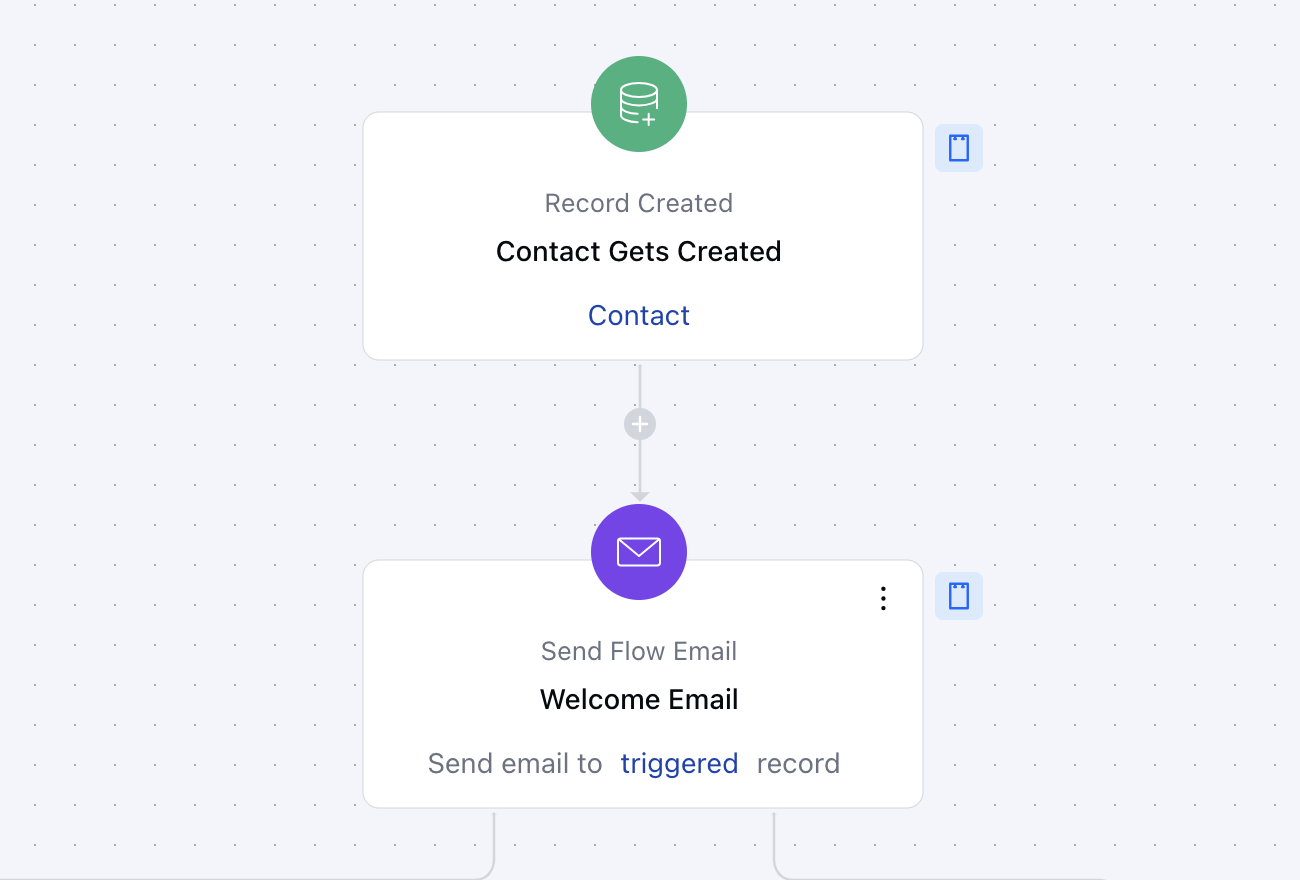 Record Created
Contact Gets Created
Contact
Send Flow Email
Welcome Email
Send email to triggered record